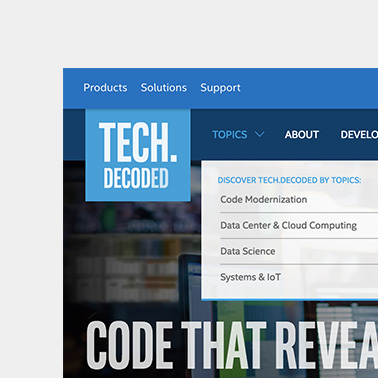 Products Solutions Support
TECH.
DECODED
TOPICS ABOUT DEVELO
DISCOVER TECH.DECODED BY TOPICS:
Code Modernization
Data Center & Cloud Computing
Data Science
Systems & IoT
CODE THAT REVEA